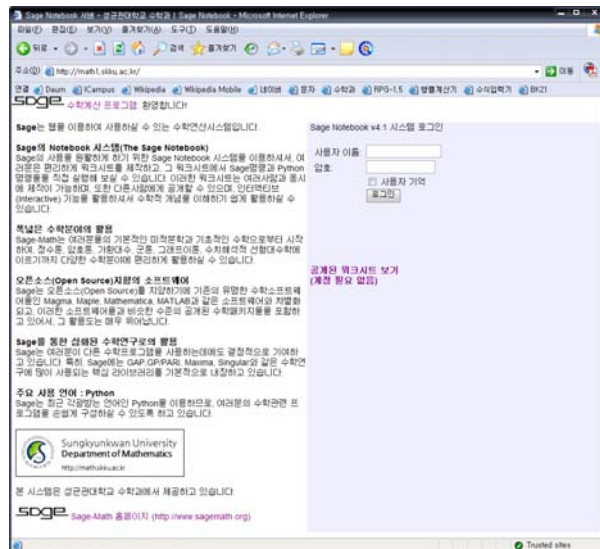 Sage Notebook 서버 - 성균관대학교 수학과 | Sage Notebook - Microsoft Internet Explorer
파일(F) 편집(E) 보기(V) 즐겨찾기(A) 도구(T) 도움말(H)
뒤로 검색 즐겨찾기
주소(D) http://math1.skku.ac.kr/ 이동
연결 Daum ICampus Wikipedia Wikipedia Mobile 네이버 문자 수학과 RPG-1.5 행렬계산기 수식입력기 BK21
sage 수학계산 프로그램. 환영합니다!
Sage는 웹을 이용하여 사용하실 수 있는 수학연산시스템입니다.
Sage의 Notebook 시스템(The Sage Notebook)
Sage의 사용을 원활하게 하기 위한 Sage Notebook 시스템을 이용하셔서, 여
러분은 편리하게 워크시트를 제작하고, 그 워크시트에서 Sage명령과 Python
명령을 직접 실행해 보실 수 있습니다. 이러한 워크시트는 여러사람과 동시
에 제작이 가능하며, 또한 다른사람에게 공개할 수 있으며, 인터액티브
(Interactive) 기능을 활용하셔서 수학적 개념을 이해하기 쉽게 활용하실 수
있습니다.
폭넓은 수학분야의 활용
Sage-Math는 여러분들의 기본적인 미적분학과 기초적인 수학으로부터 시작
하여, 정수론, 암호론, 가환대수, 군론, 그래프이론, 수치해석적 선형대수학에
이르기까지 다양한 수학분야에 편리하게 활용하실 수 있습니다.
오픈소스(Open Source)지향의 소프트웨어
Sage는 오픈소스(Open Source)를 지향하기에 기존의 유명한 수학소프트웨
어들인 Magma, Maple, Mathematica, MATLAB과 같은 소프트웨어와 차별화
되고, 이러한 소프트웨어들과 비슷한 수준의 공개된 수학패키지들을 포함하
고 있어서, 그 활용도는 매우 뛰어납니다.
Sage를 통한 심화된 수학연구로의 활용
Sage는 여러분이 다른 수학프로그램을 사용하는데에도 결정적으로 기여하
고 있습니다. 특히, Sage에는 GAP,GP/PARI, Maxima, Singular와 같은 수학연
구에 많이 사용되는 핵심 라이브러리를 기본적으로 내장하고 있습니다.
주요 사용 언어 : Python
Sage는 최근 각광받는 언어인 Python을 이용하므로, 여러분의 수학관련 프
로그램을 손쉽게 구성하실 수 있도록 하고 있습니다.
Sungkyunkwan University
Department of Mathematics
http://math.skku.ac.kr
본 시스템은 성균관대학교 수학과에서 제공하고 있습니다.
sage Sage-Math 홈페이지 (http://www.sagemath.org)
Sage Notebook v4.1 시스템 로그인
사용자 이름:
암호:
사용자 기억
로그인
공개된 워크시트 보기
(계정 필요 없음)
Trusted sites